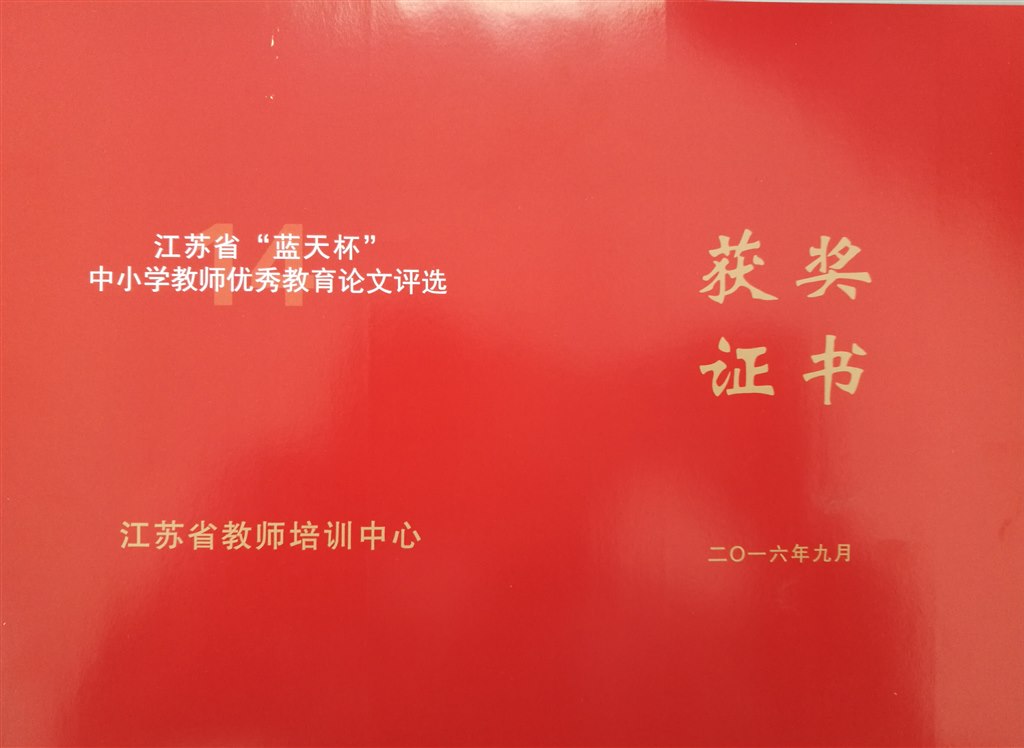 14
江苏省“蓝天杯”
中小学教师优秀教育论文评选
江苏省教师培训中心
获奖
证书
二〇一六年九月